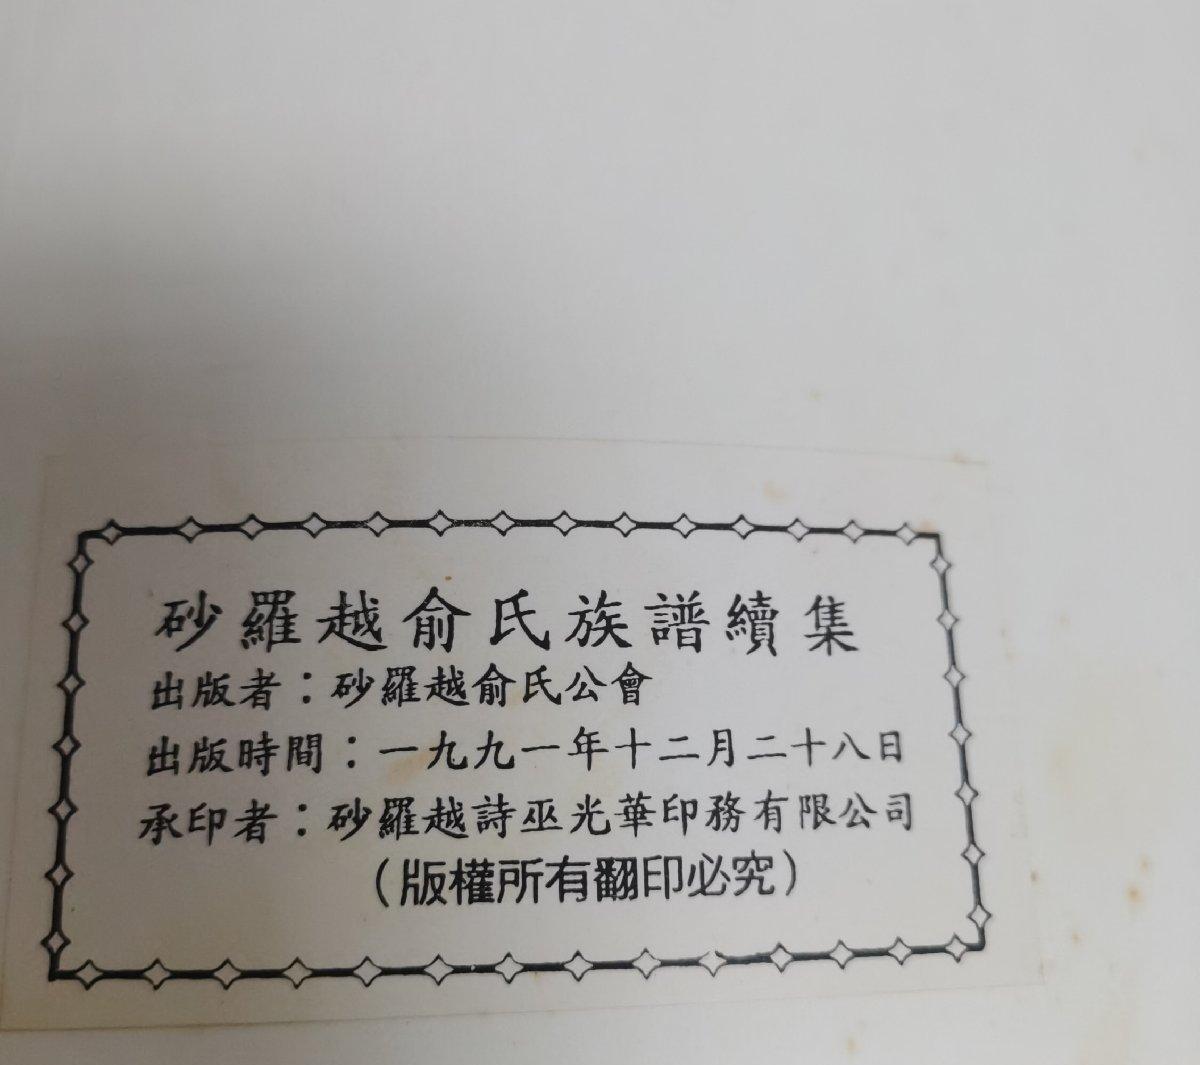 砂羅越俞氏族譜續集
出版者：砂羅越俞氏公會
出版時間：一九九一年十二月二十八日
承印者：砂羅越詩巫光華印務有限公司
（版權所有翻印必究）